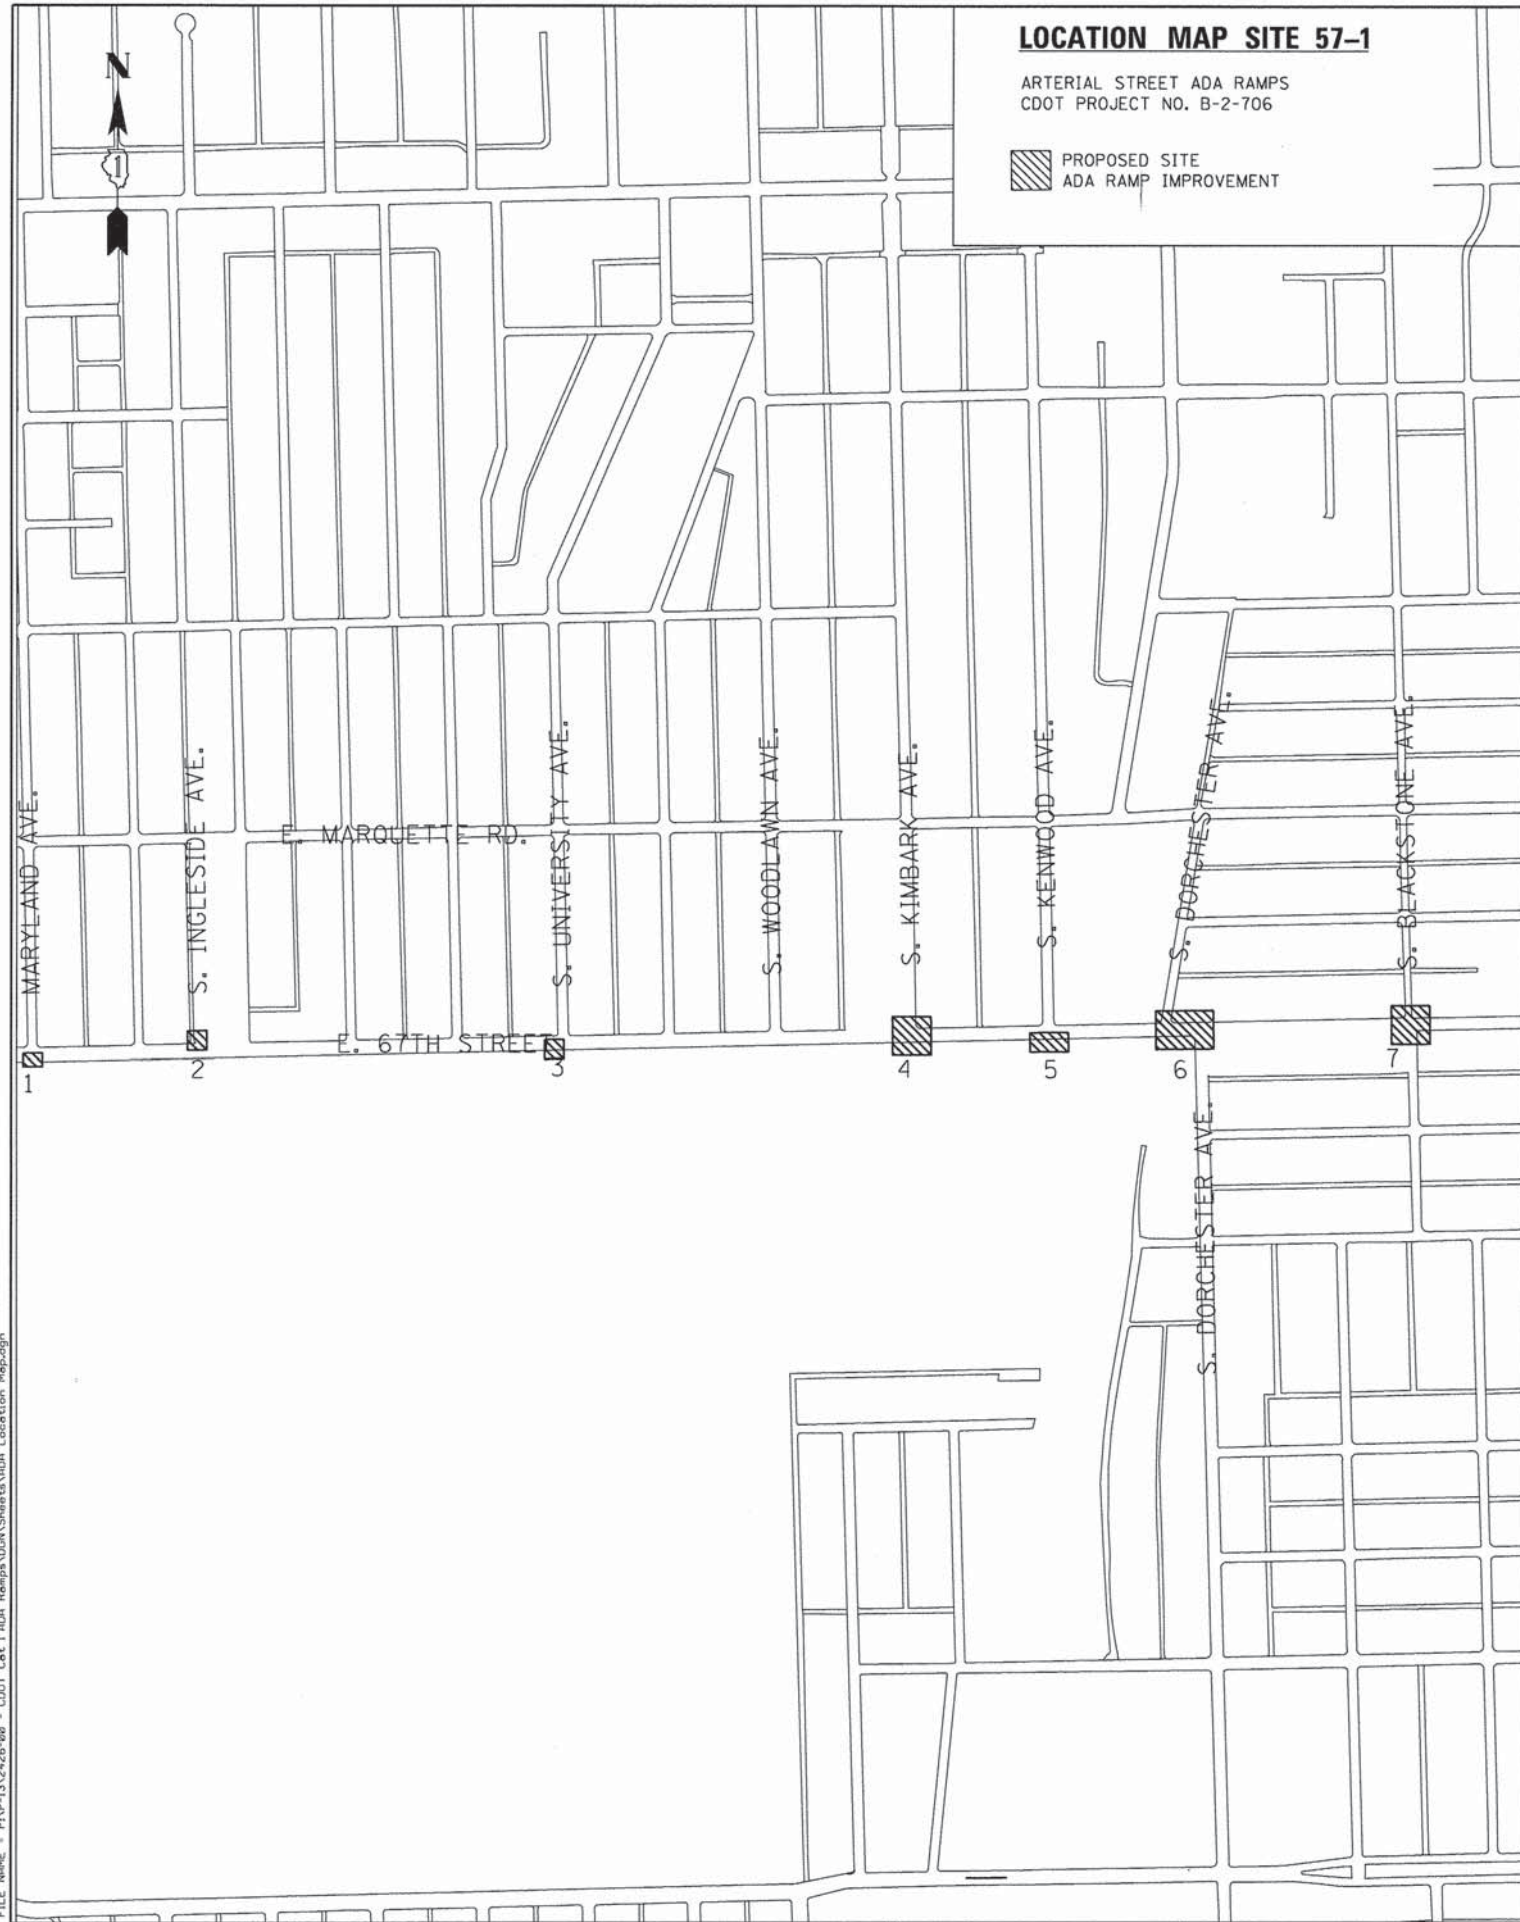 LOCATION MAP SITE 57–1
ARTERIAL STREET ADA RAMPS
CDOT PROJECT NO. B-2-706
PROPOSED SITE
ADA RAMP IMPROVEMENT
N
1
MARYLAND AVE.
S. INGLESIDE AVE.
E. MARQUETTE RD.
S. UNIVERSITY AVE.
S. WOODLAWN AVE.
S. KIMBARK AVE.
S. KENWOOD AVE.
S. DORCHESTER AVE.
S. BLACKSTONE AVE.
E. 67TH STREET
1
2
3
4
5
6
7
S. DORCHESTER AVE.